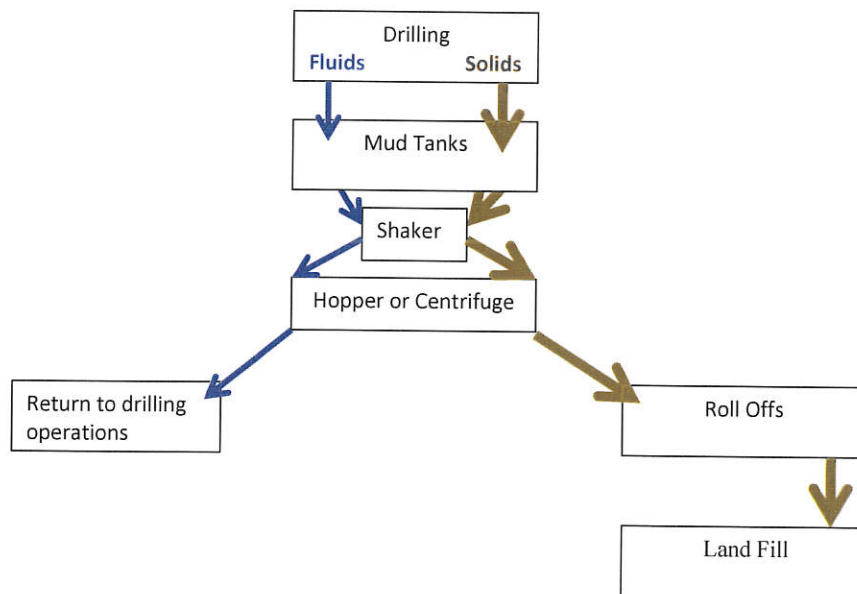 Drilling
Fluids Solids
Mud Tanks
Shaker
Hopper or Centrifuge
Return to drilling
operations
Roll Offs
Land Fill